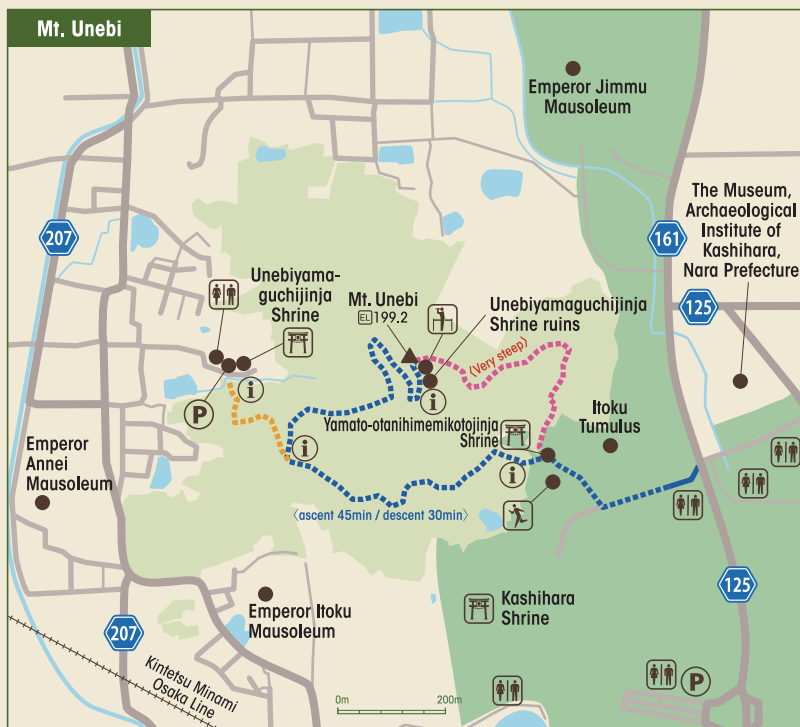 Mt. Unebi
Emperor Jimmu
Mausoleum
The Museum,
Archaeological
Institute of
Kashihara,
Nara Prefecture
207
161
125
Unebiyama-
guchijinja
Shrine
Mt. Unebi
EL 199.2
Unebiyamaguchijinja
Shrine ruins
〈Very steep〉
i
P
i
Yamato-otanihimemikotojinja
Shrine
Itoku
Tumulus
Emperor
Annei
Mausoleum
i
i
〈ascent 45min / descent 30min〉
125
Emperor Itoku
Mausoleum
Kashihara
Shrine
207
Kintetsu Minami
Osaka Line
P
0m
200m